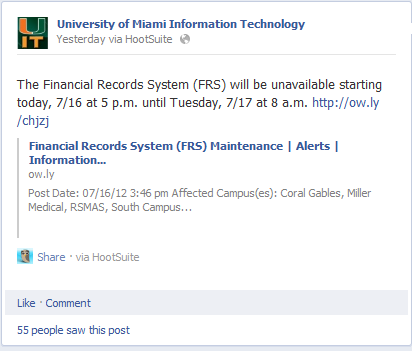 U
IT
University of Miami Information Technology
Yesterday via HootSuite
The Financial Records System (FRS) will be unavailable starting
today, 7/16 at 5 p.m. until Tuesday, 7/17 at 8 a.m. http://ow.ly
/chjzj
Financial Records System (FRS) Maintenance | Alerts |
Information...
ow.ly
Post Date: 07/16/12 3:46 pm Affected Campus(es): Coral Gables, Miller
Medical, RSMAS, South Campus...
Share · via HootSuite
Like · Comment
55 people saw this post